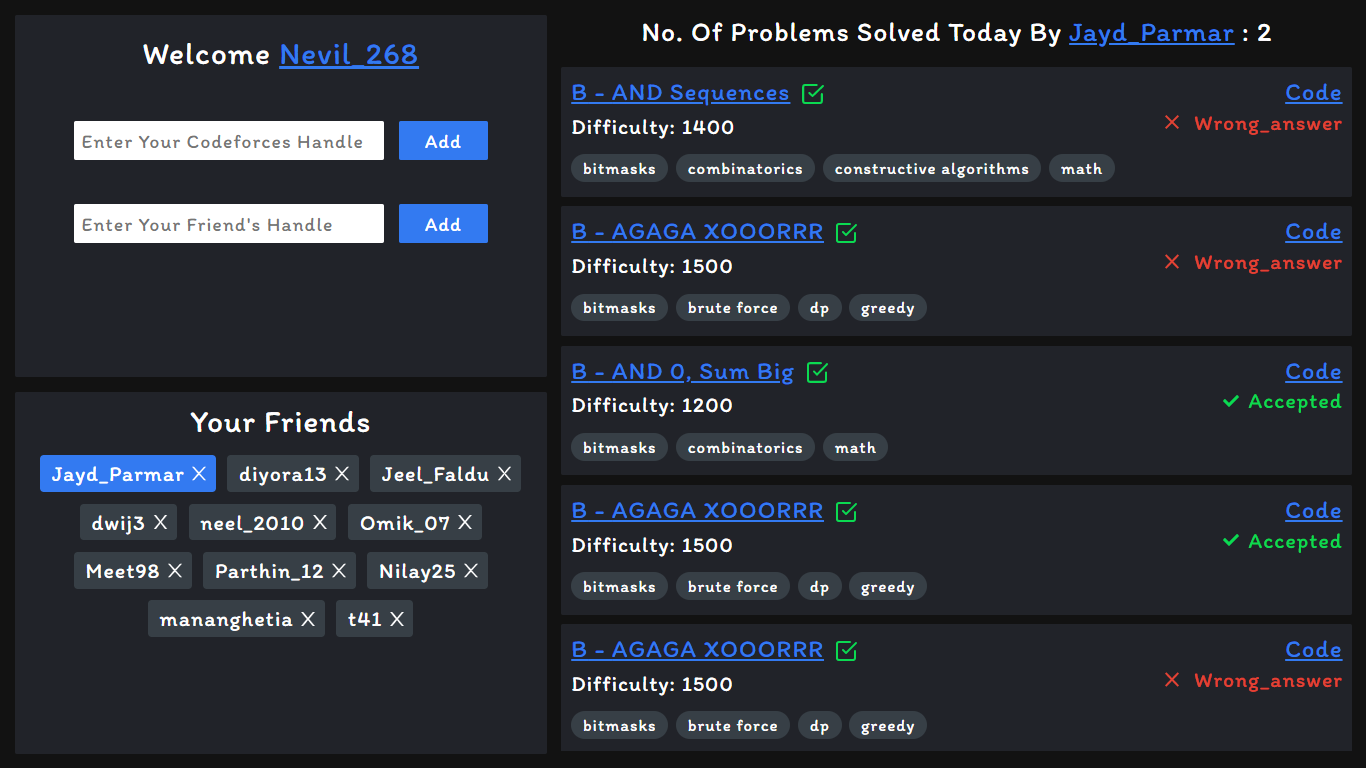 Welcome Nevil_268
Enter Your Codeforces Handle
Add
Enter Your Friend's Handle
Add
Your Friends
Jayd_Parmar X diyora13 X Jeel_Faldu X
dwij3 X neel_2010 X Omik_07 X
Meet98 X Parthin_12 X Nilay25 X
mananghetia X t41 X
No. Of Problems Solved Today By Jayd_Parmar : 2
B - AND Sequences
Code
Difficulty: 1400
Wrong_answer
bitmasks combinatorics constructive algorithms math
B - AGAGA XOOORRR
Code
Difficulty: 1500
Wrong_answer
bitmasks brute force dp greedy
B - AND 0, Sum Big
Code
Difficulty: 1200
Accepted
bitmasks combinatorics math
B - AGAGA XOOORRR
Code
Difficulty: 1500
Accepted
bitmasks brute force dp greedy
B - AGAGA XOOORRR
Code
Difficulty: 1500
Wrong_answer
bitmasks brute force dp greedy